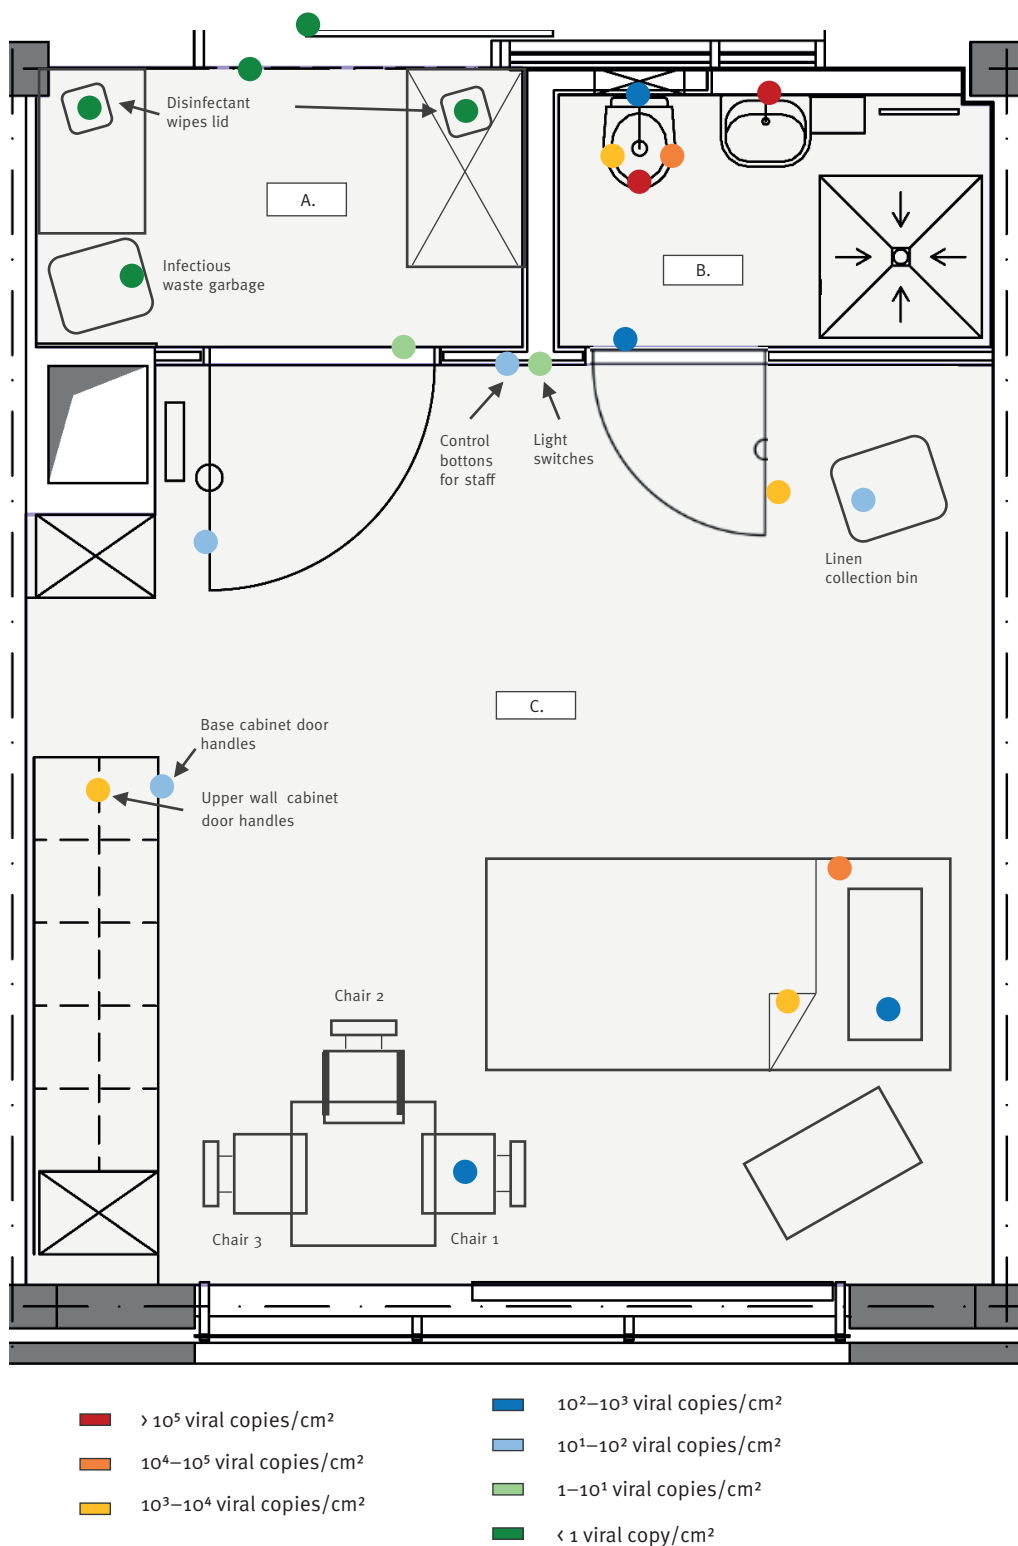 Disinfectant
wipes lid
A.
B.
Infectious
waste garbage
Control
bottons
for staff
Light
switches
Linen
collection bin
C.
Base cabinet door
handles
Upper wall cabinet
door handles
Chair 2
Chair 3
Chair 1
> 10⁵ viral copies/cm²
10⁴–10⁵ viral copies/cm²
10³–10⁴ viral copies/cm²
10²–10³ viral copies/cm²
10¹–10² viral copies/cm²
1–10¹ viral copies/cm²
< 1 viral copy/cm²